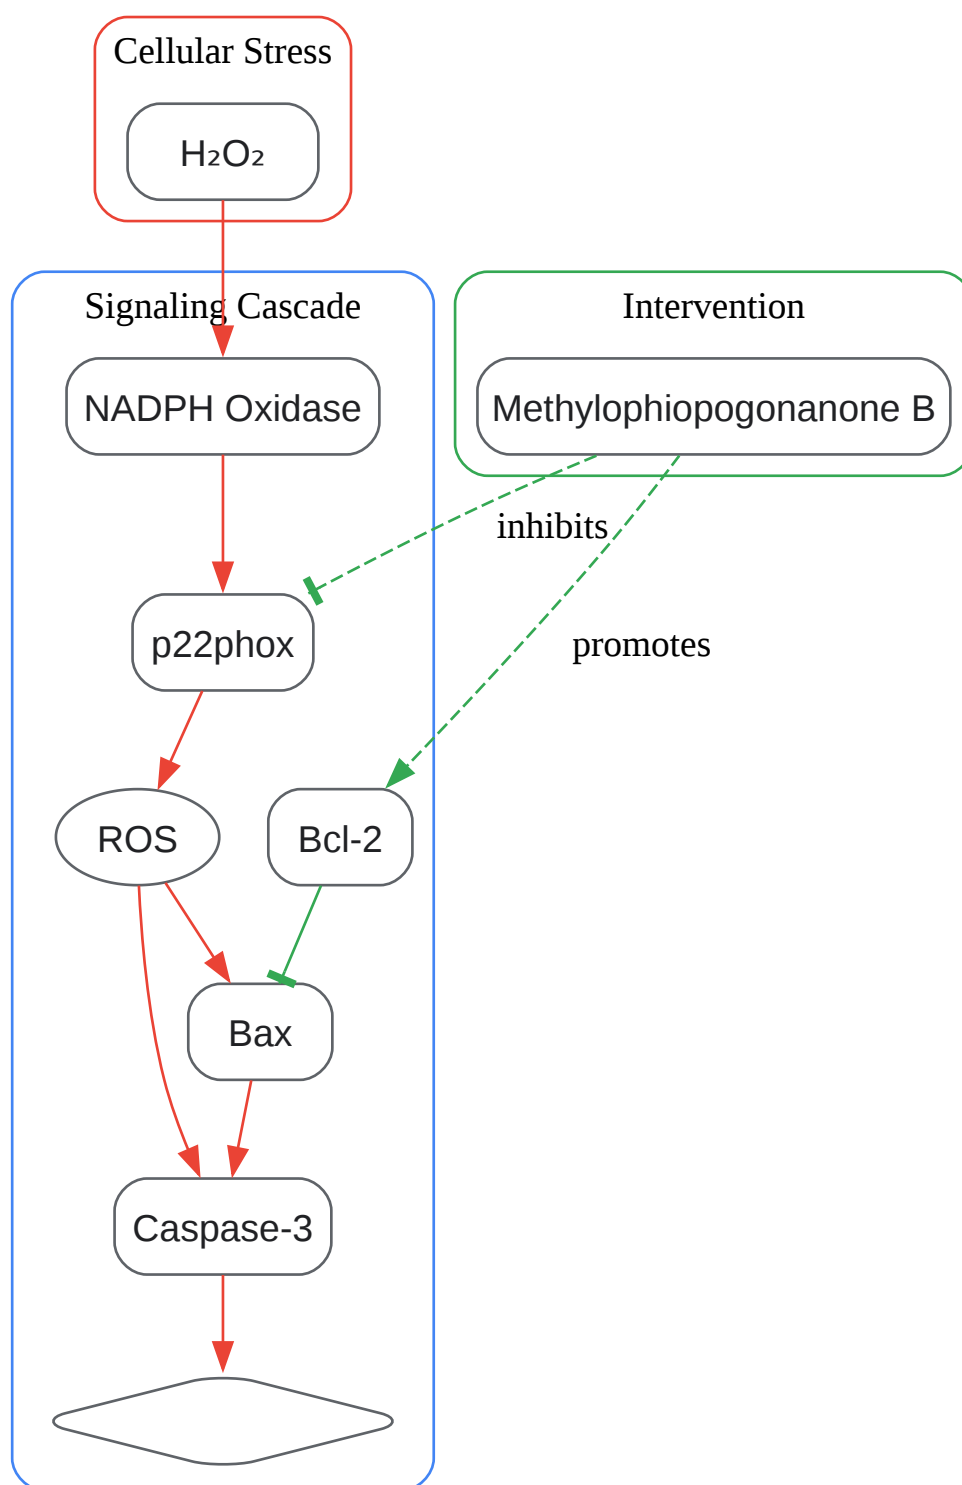 Cellular Stress
H₂O₂
Signaling Cascade
Intervention
NADPH Oxidase
Methylophiopogonanone B
inhibits
p22phox
promotes
ROS
Bcl-2
Bax
Caspase-3